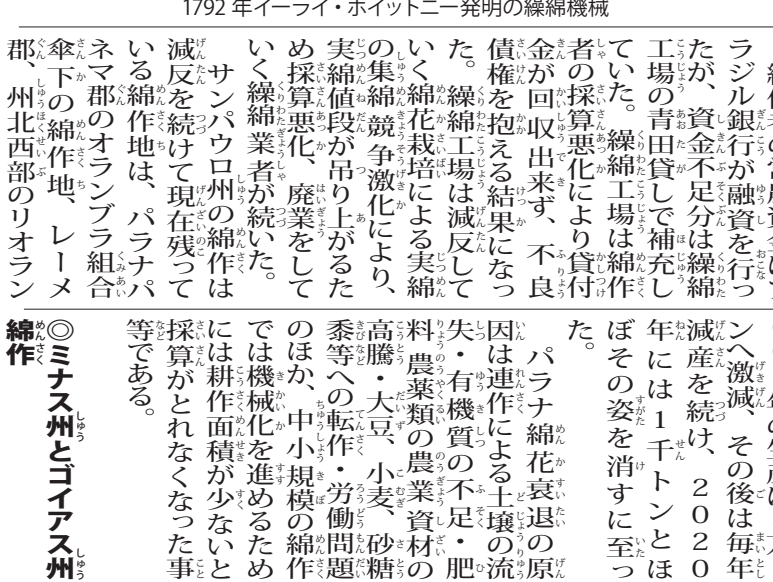 1792年イーライ・ホイットニー発明の繰綿機械
ラジル銀行が融資を行っ
たが、資金不足分は繰綿
工場の青田貸しで補充し
ていた。繰綿工場は綿作
者の採算悪化により貸付
金が回収出来ず、不良
債権を抱える結果になっ
た。繰綿工場は減反して
いく綿花栽培による実綿
の集綿競争激化により、
実綿値段が吊り上がるた
め採算悪化、廃業をして
いく繰綿業者が続いた。
サンパウロ州の綿作は
減反を続けて現在残って
いる綿作地は、パラナパ
ネマ郡のオランブラ組合
傘下の綿作地、レーメ
郡、州北西部のリオラン
ンへ激減、その後は毎年
減産を続け、2020
年には1千トンとほ
ぼその姿を消すに至っ
た。
パラナ綿花衰退の原
因は連作による土壌の流
失・有機質の不足・肥
料、農薬類の農業資材の
高騰・大豆、小麦、砂糖
黍等への転作・労働問題
のほか、中小規模の綿作
では機械化を進めるため
には耕作面積が少ないと
採算がとれなくなった事
等である。
◎ミナス州とゴイアス州
綿作